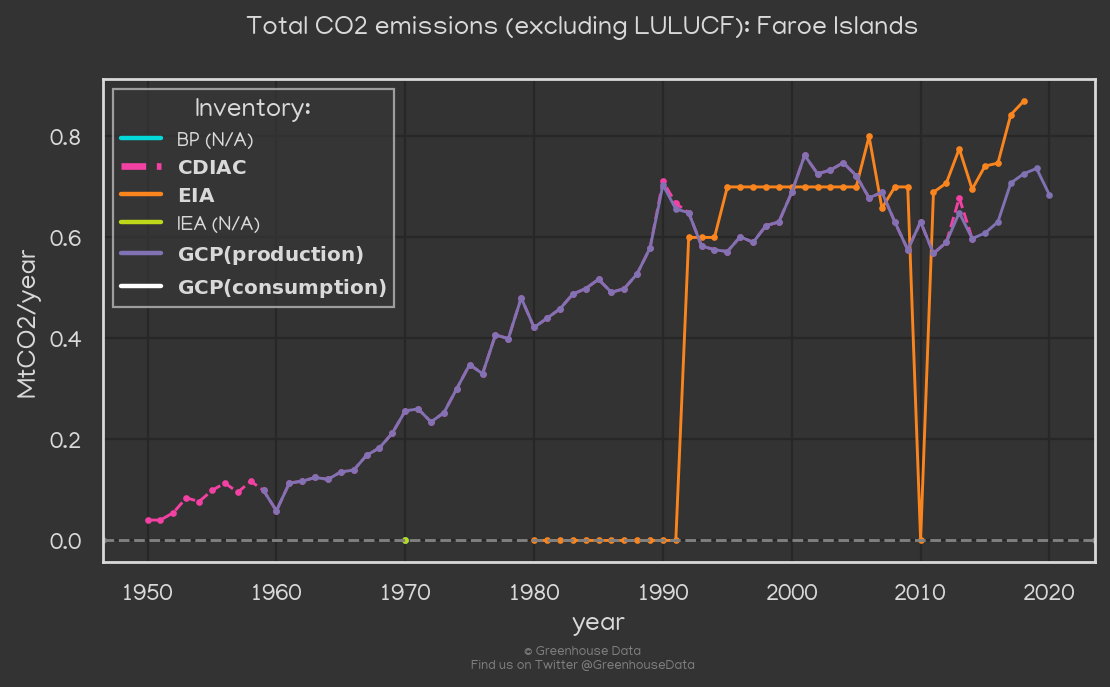 Total CO2 emissions (excluding LULUCF): Faroe Islands
Inventory:
BP (N/A)
CDIAC
EIA
IEA (N/A)
GCP(production)
GCP(consumption)
MtCO2/year
0.8
0.6
0.4
0.2
0.0
1950 1960 1970 1980 1990 2000 2010 2020
year
© Greenhouse Data
Find us on Twitter @GreenhouseData